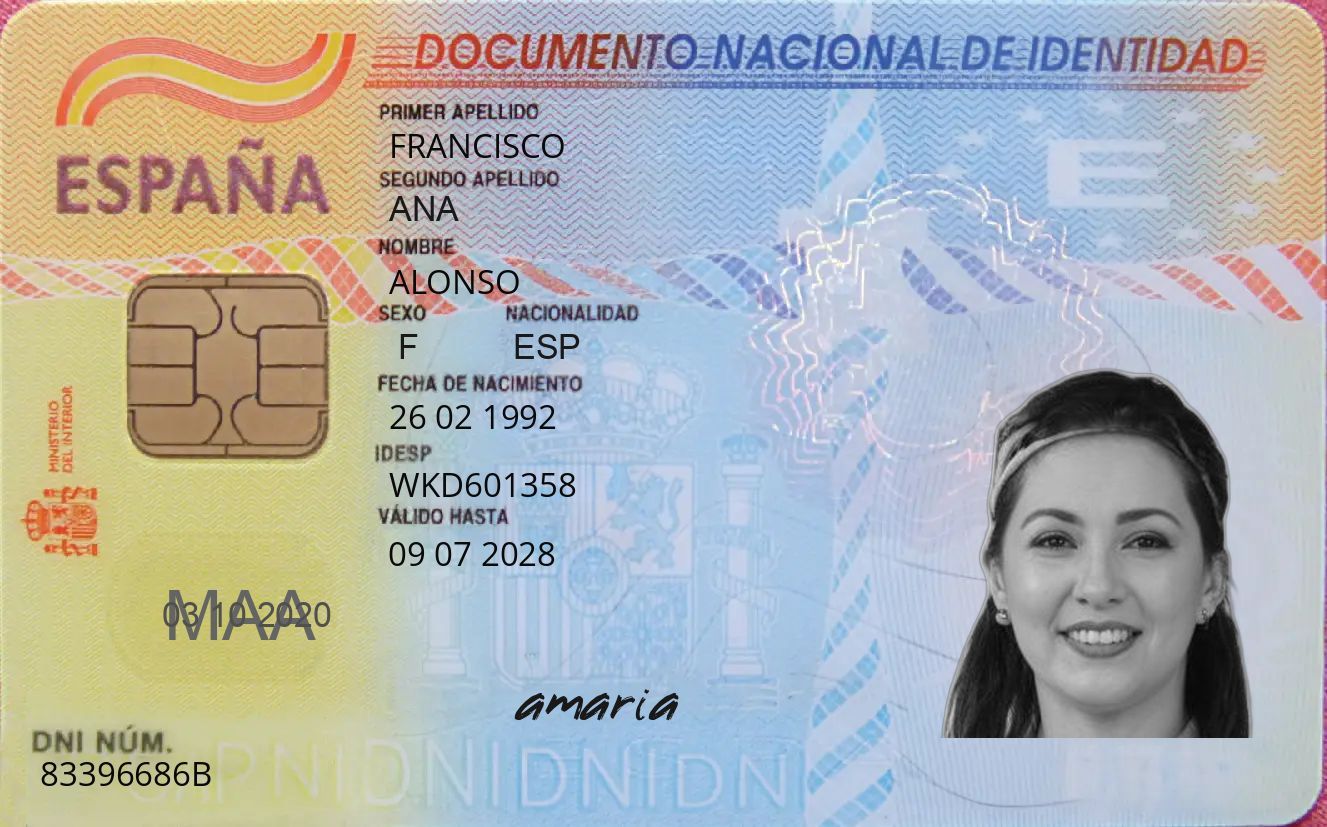 DOCUMENTO NACIONAL DE IDENTIDAD
ESPAÑA
PRIMER APELLIDO
FRANCISCO
SEGUNDO APELLIDO
ANA
NOMBRE
ALONSO
SEXO NACIONALIDAD
F ESP
FECHA DE NACIMIENTO
26 02 1992
IDESP
WKD601358
VÁLIDO HASTA
09 07 2028
MINISTERIO
DEL INTERIOR
E
03 10 2020
MAA
amaria
DNI NÚM.
83396686B
DNIDNIDNIDNI